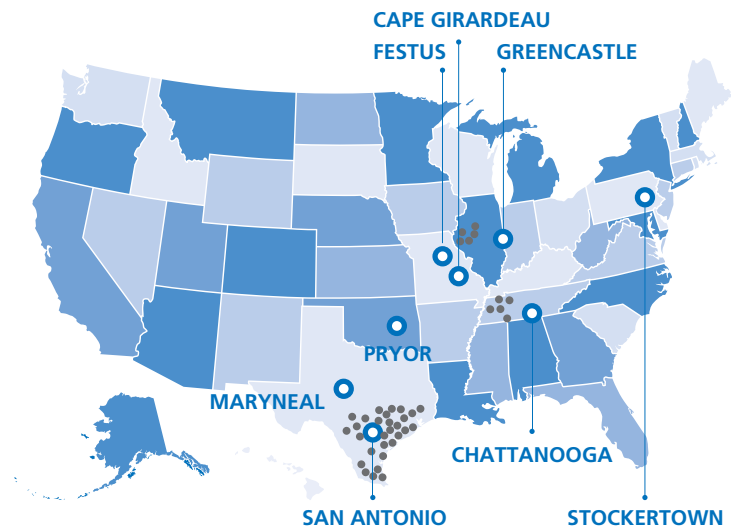 CAPE GIRARDEAU
FESTUS
GREENCASTLE
PRYOR
MARYNEAL
CHATTANOOGA
SAN ANTONIO
STOCKERTOWN